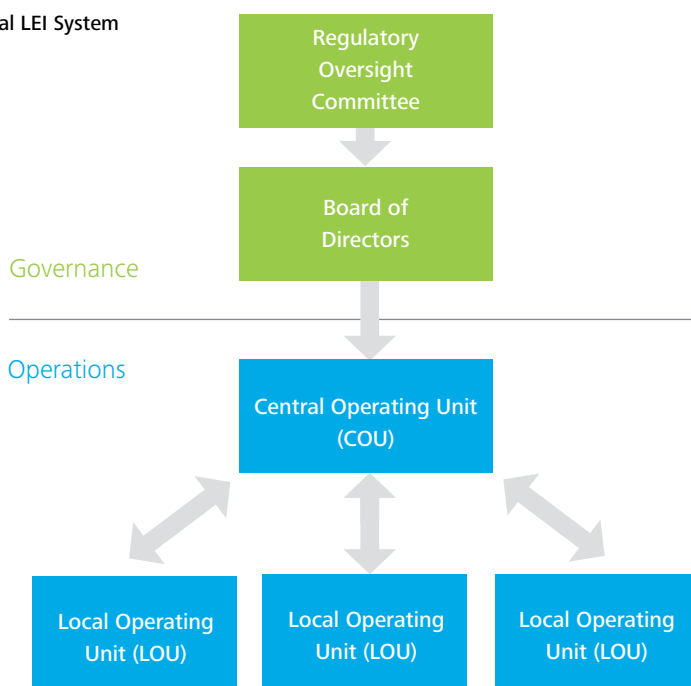 al LEI System
Regulatory
Oversight
Committee
Board of
Directors
Governance
Operations
Central Operating Unit
(COU)
Local Operating
Unit (LOU)
Local Operating
Unit (LOU)
Local Operating
Unit (LOU)